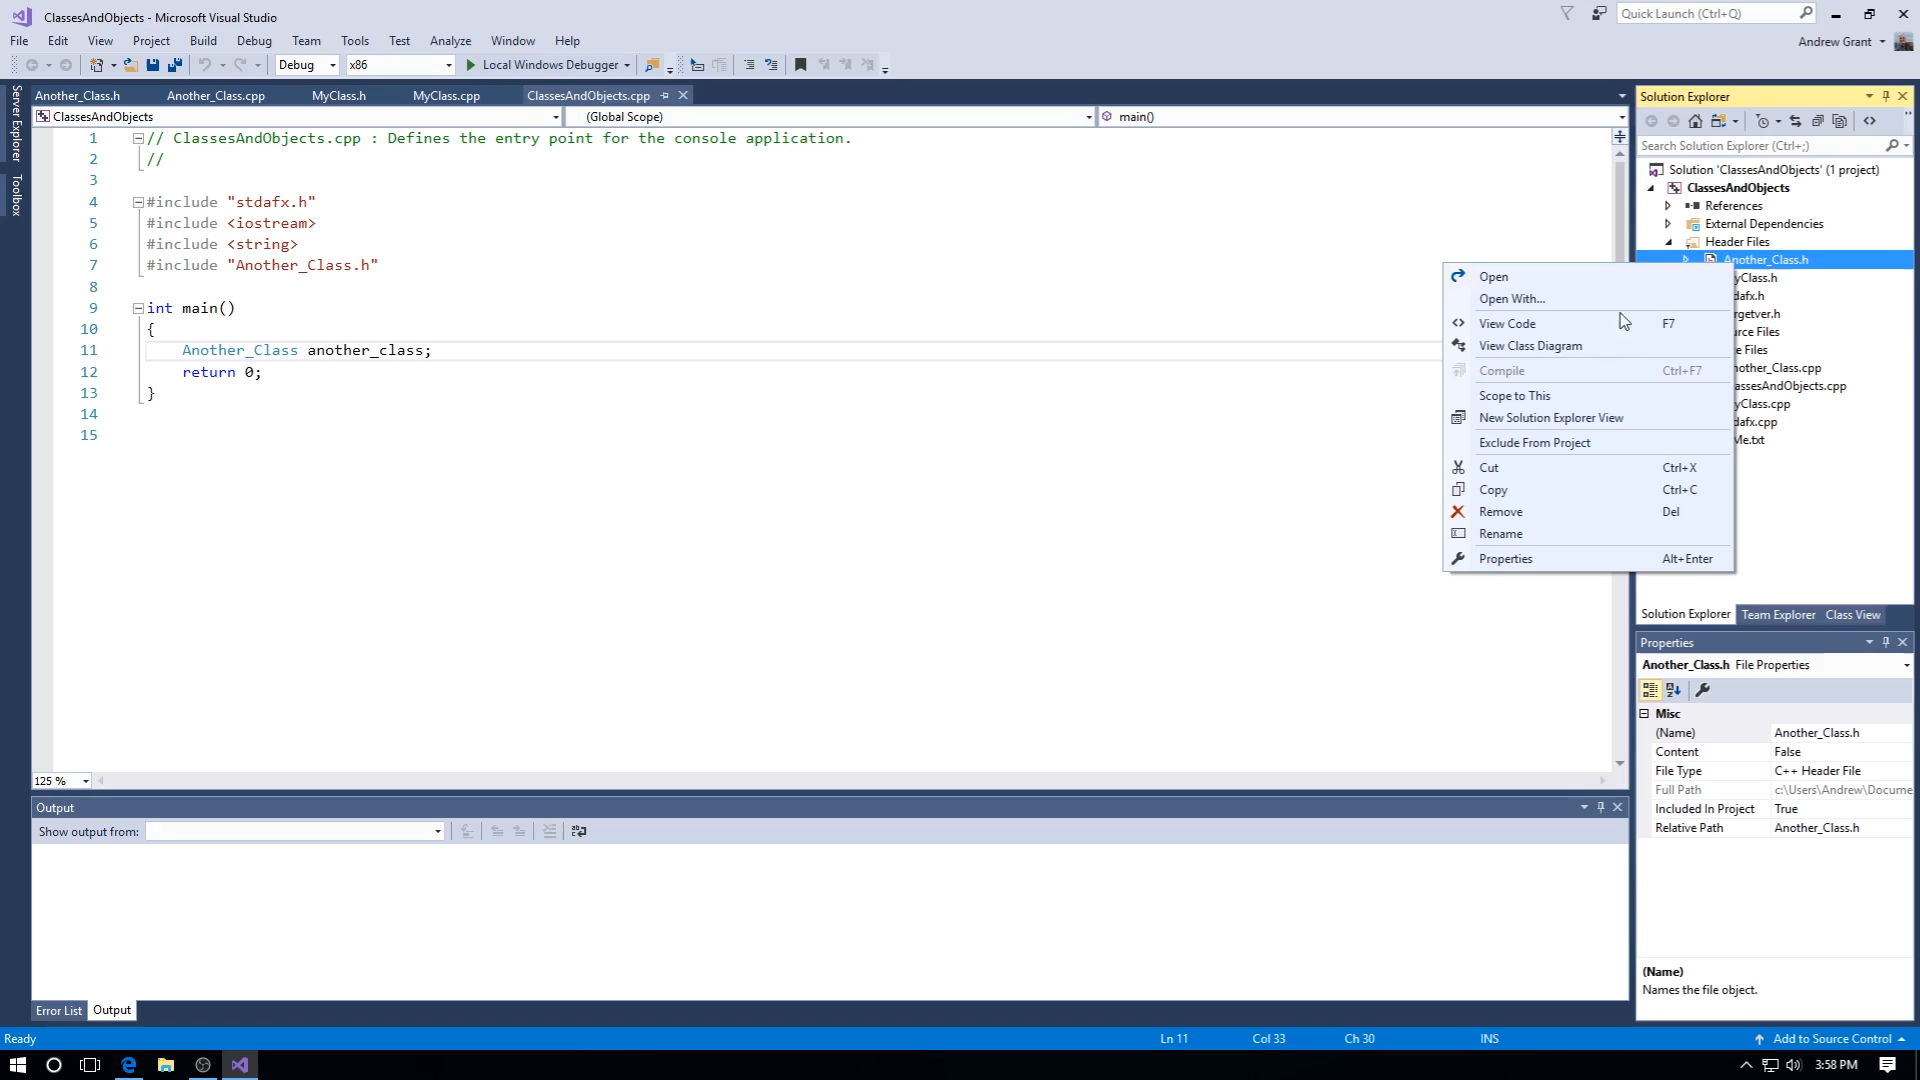 ClassesAndObjects - Microsoft Visual Studio
Quick Launch (Ctrl+Q)
File Edit View Project Build Debug Team Tools Test Analyze Window Help
Andrew Grant
Debug x86 Local Windows Debugger
Server Explorer
Toolbox
Another_Class.h Another_Class.cpp MyClass.h MyClass.cpp ClassesAndObjects.cpp
ClassesAndObjects (Global Scope) main()
1 // ClassesAndObjects.cpp : Defines the entry point for the console application.
2 //
3
4 #include "stdafx.h"
5 #include <iostream>
6 #include <string>
7 #include "Another_Class.h"
8
9 int main()
10 {
11 Another_Class another_class;
12 return 0;
13 }
14
15
125 %
Open
Open With...
View Code F7
View Class Diagram
Compile Ctrl+F7
Scope to This
New Solution Explorer View
Exclude From Project
Cut Ctrl+X
Copy Ctrl+C
Remove Del
Rename
Properties Alt+Enter
Solution Explorer
Search Solution Explorer (Ctrl+;)
Solution 'ClassesAndObjects' (1 project)
ClassesAndObjects
References
External Dependencies
Header Files
Another_Class.h
yClass.h
dafx.h
rgetver.h
urce Files
e Files
nother_Class.cpp
assesAndObjects.cpp
yClass.cpp
dafx.cpp
Me.txt
Solution Explorer Team Explorer Class View
Properties
Another_Class.h File Properties
Misc
(Name) Another_Class.h
Content False
File Type C++ Header File
Full Path c:\Users\Andrew\Docume
Included In Project True
Relative Path Another_Class.h
(Name)
Names the file object.
Output
Show output from:
Error List Output
Ready Ln 11 Col 33 Ch 30 INS Add to Source Control
3:58 PM